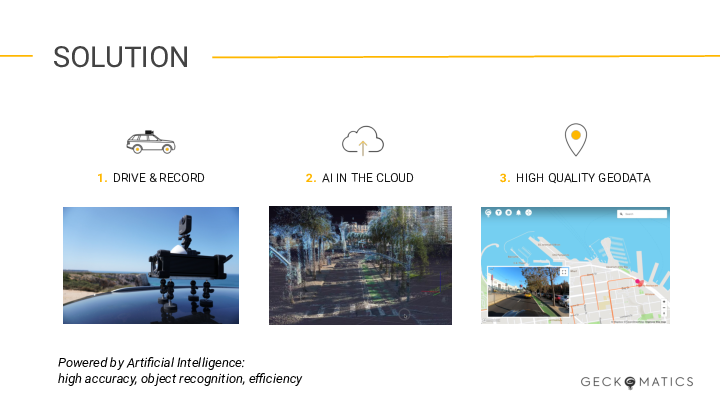 SOLUTION
1. DRIVE & RECORD
2. AI IN THE CLOUD
3. HIGH QUALITY GEODATA
Powered by Artificial Intelligence:
high accuracy, object recognition, efficiency
GECKOMATICS